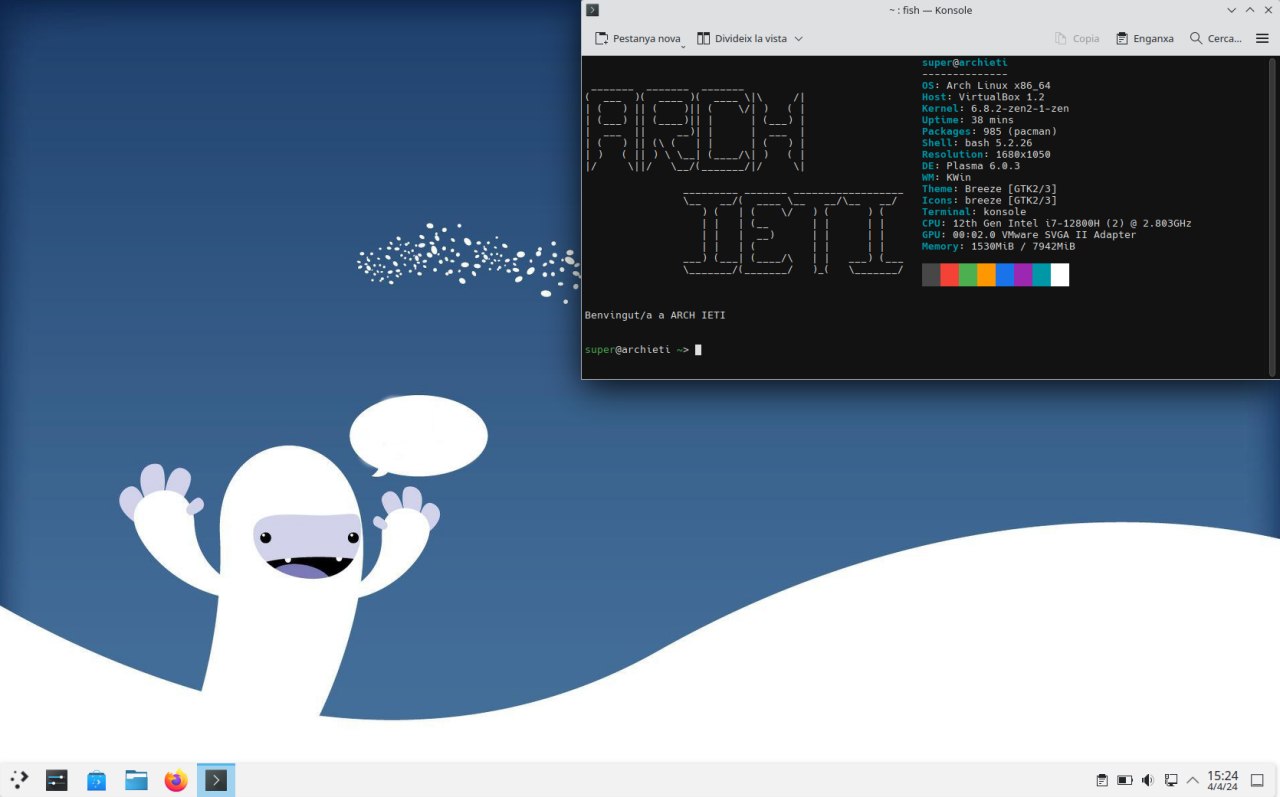 ~ : fish — Konsole
Pestanya nova
Divideix la vista
Copia
Enganxa
Cerca...
ARCH
IETI
super@archieti
--------------
OS: Arch Linux x86_64
Host: VirtualBox 1.2
Kernel: 6.8.2-zen2-1-zen
Uptime: 38 mins
Packages: 985 (pacman)
Shell: bash 5.2.26
Resolution: 1680x1050
DE: Plasma 6.0.3
WM: KWin
Theme: Breeze [GTK2/3]
Icons: breeze [GTK2/3]
Terminal: konsole
CPU: 12th Gen Intel i7-12800H (2) @ 2.803GHz
GPU: 00:02.0 VMware SVGA II Adapter
Memory: 1530MiB / 7942MiB
Benvingut/a a ARCH IETI
super@archieti ~>
15:24
4/4/24